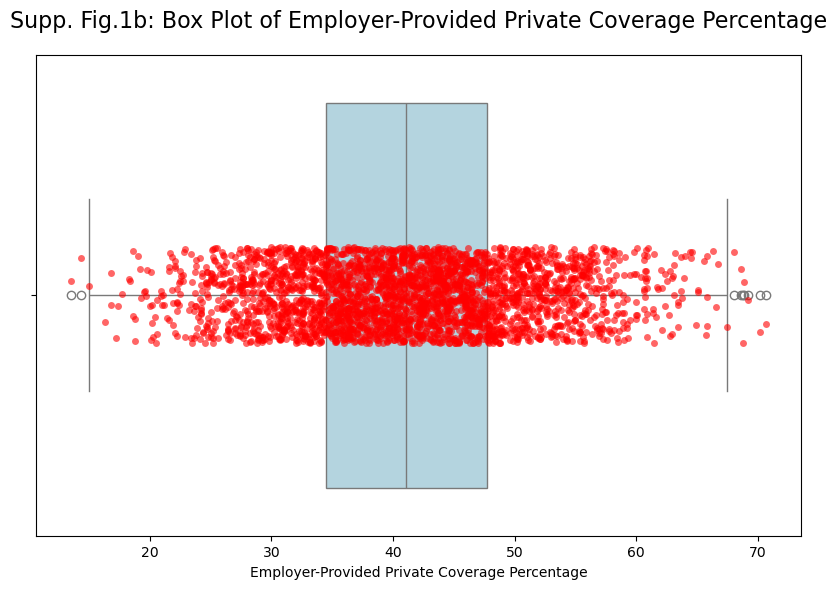 Supp. Fig.1b: Box Plot of Employer-Provided Private Coverage Percentage
20 30 40 50 60 70
Employer-Provided Private Coverage Percentage